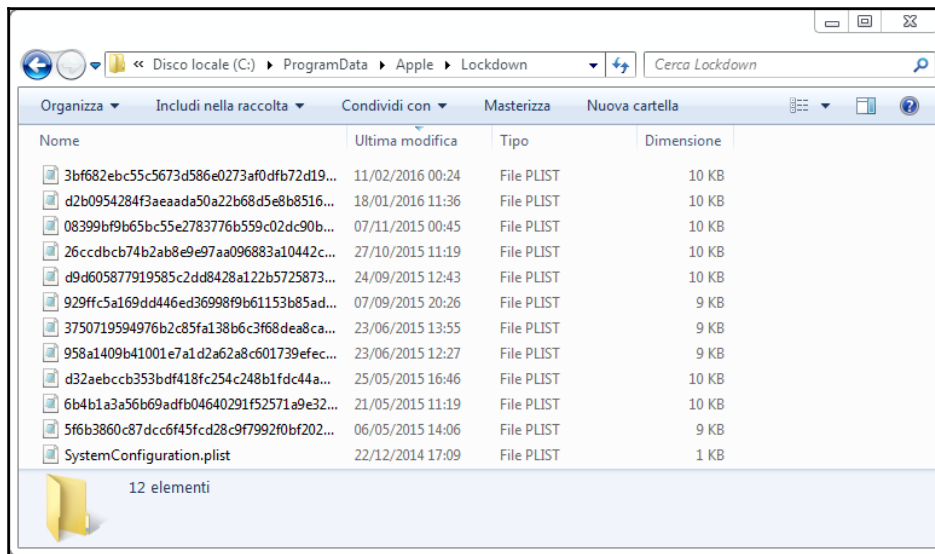 « Disco locale (C:) ▸ ProgramData ▸ Apple ▸ Lockdown Cerca Lockdown
Organizza Includi nella raccolta Condividi con Masterizza Nuova cartella
Nome Ultima modifica Tipo Dimensione
3bf682ebc55c5673d586e0273af0dfb72d19... 11/02/2016 00:24 File PLIST 10 KB
d2b0954284f3aeaada50a22b68d5e8b8516... 18/01/2016 11:36 File PLIST 10 KB
08399bf9b65bc55e2783776b559c02dc90b... 07/11/2015 00:45 File PLIST 10 KB
26ccdbcb74b2ab8e9e97aa096883a10442c... 27/10/2015 11:19 File PLIST 10 KB
d9d605877919585c2dd8428a122b5725873... 24/09/2015 12:43 File PLIST 10 KB
929ffc5a169dd446ed36998f9b61153b85ad... 07/09/2015 20:26 File PLIST 9 KB
3750719594976b2c85fa138b6c3f68dea8ca... 23/06/2015 13:55 File PLIST 9 KB
958a1409b41001e7a1d2a62a8c601739efec... 23/06/2015 12:27 File PLIST 9 KB
d32aebccb353bdf418fc254c248b1fdc44a... 25/05/2015 16:46 File PLIST 10 KB
6b4b1a3a56b69adfb04640291f52571a9e32... 21/05/2015 11:19 File PLIST 10 KB
5f6b3860c87dcc6f45fcd28c9f7992f0bf202... 06/05/2015 14:06 File PLIST 9 KB
SystemConfiguration.plist 22/12/2014 17:09 File PLIST 1 KB
12 elementi